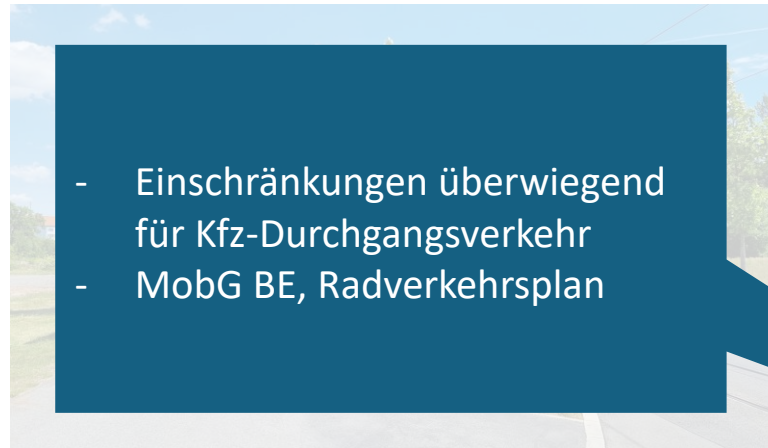 - Einschränkungen überwiegend
für Kfz-Durchgangsverkehr
- MobG BE, Radverkehrsplan